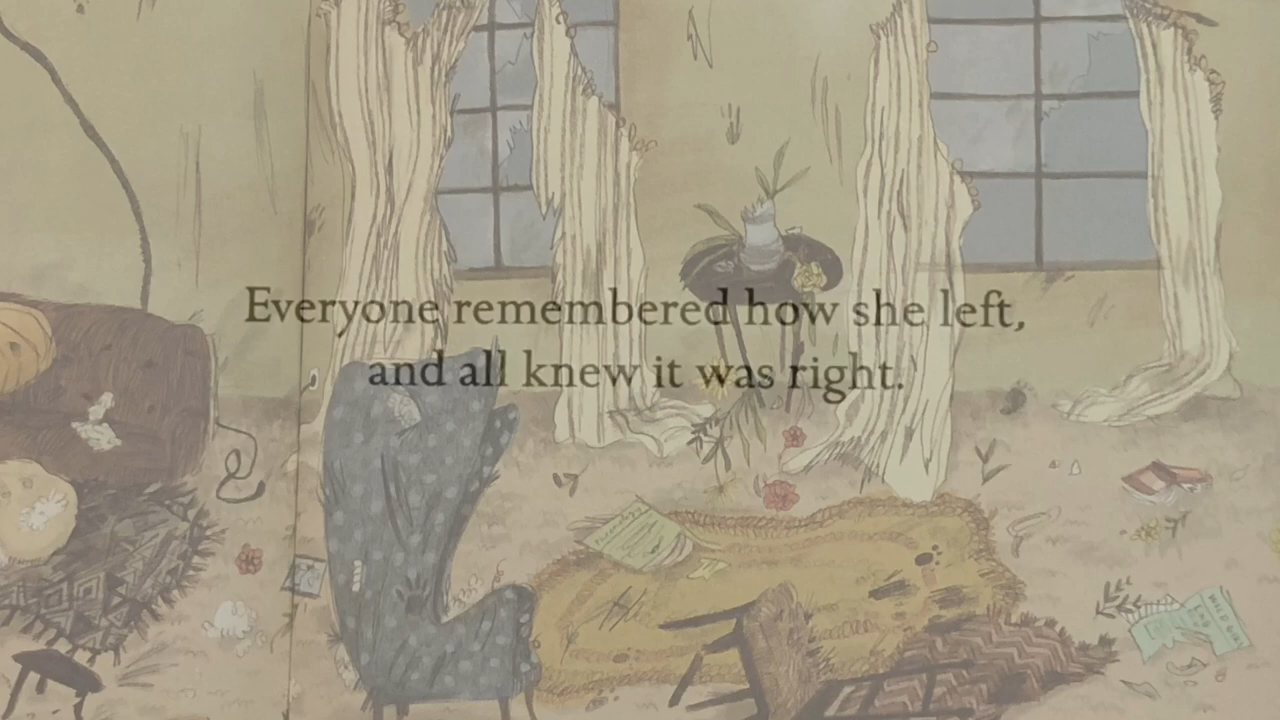 Everyone remembered how she left,
and all knew it was right.